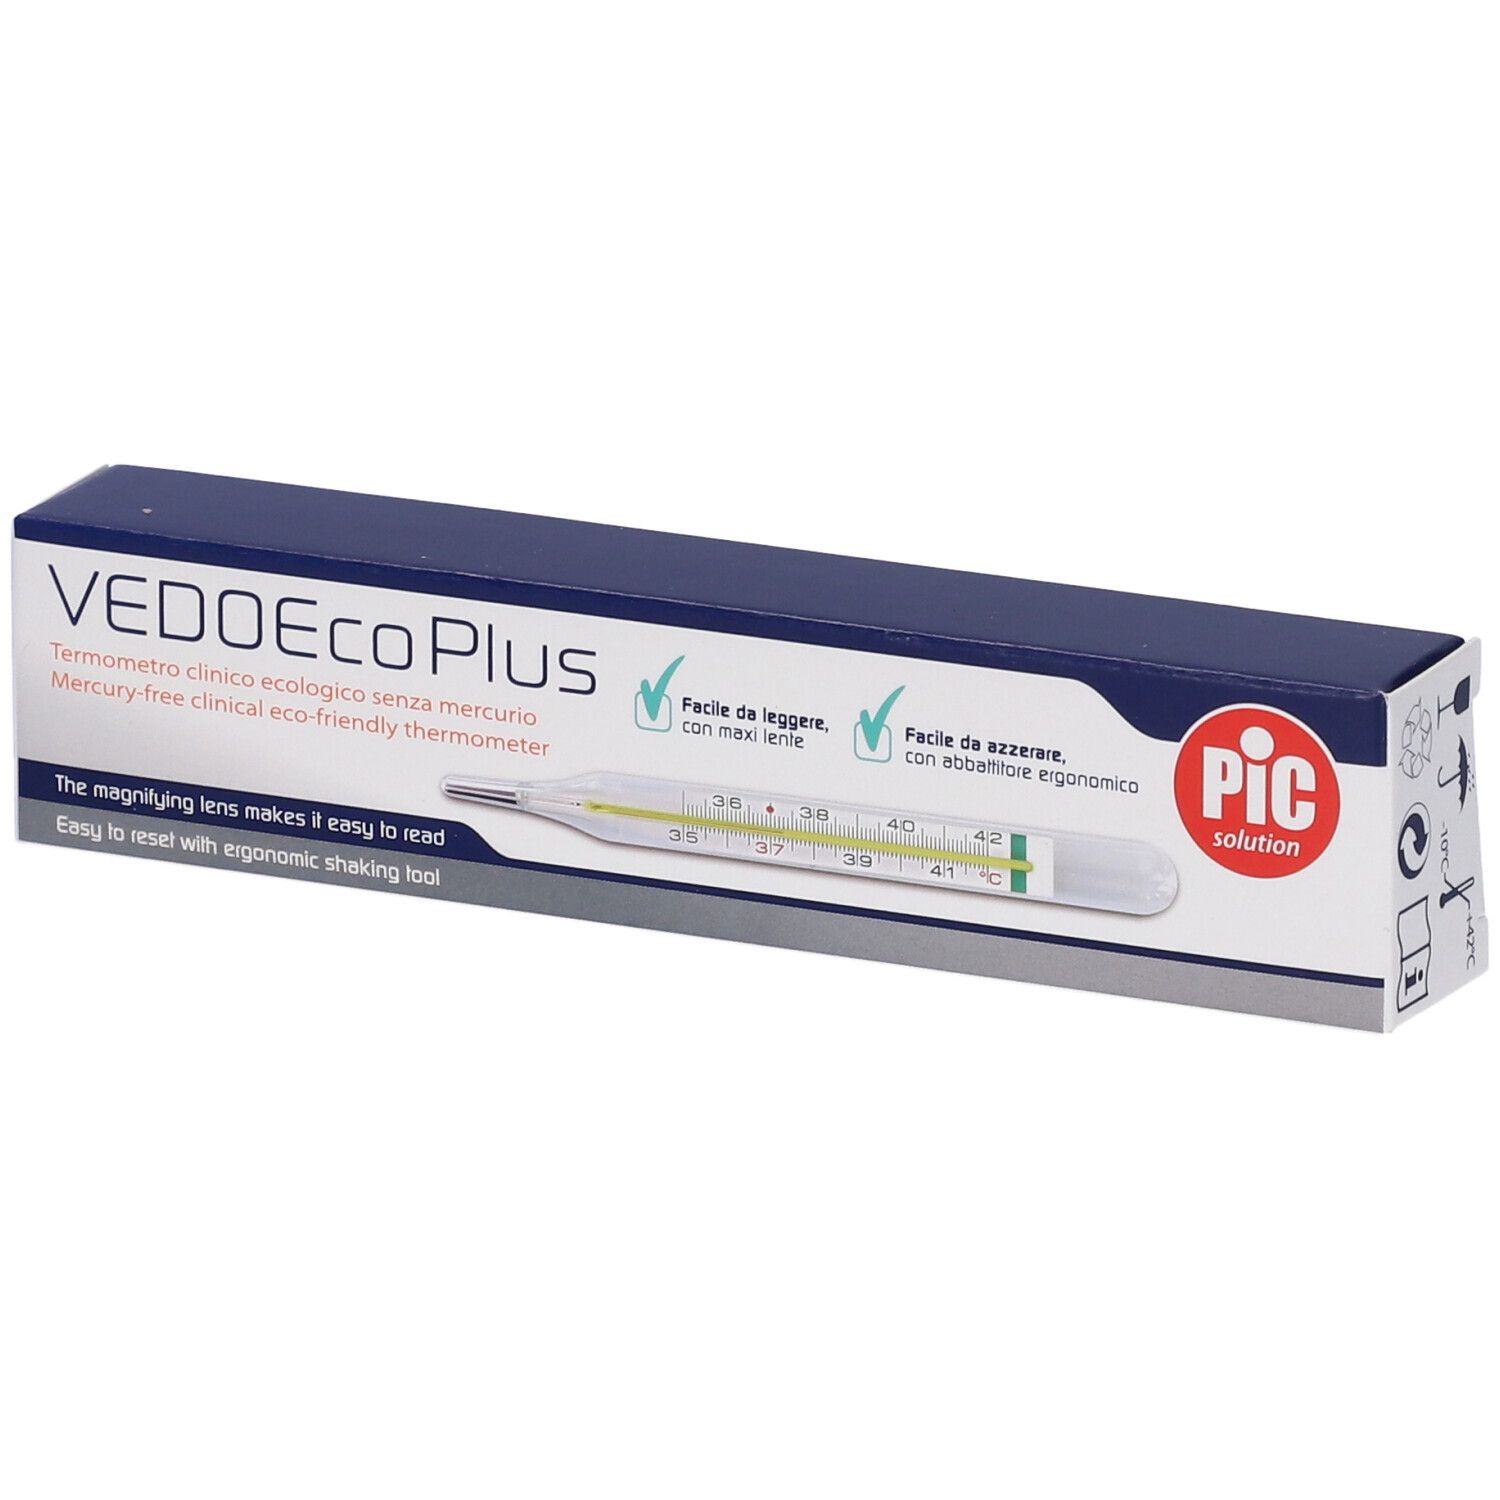 VEDOEcoPlus
Termometro clinico ecologico senza mercurio
Mercury-free clinical eco-friendly thermometer
The magnifying lens makes it easy to read
Easy to reset with ergonomic shaking tool
Facile da leggere,
con maxi lente
Facile da azzerare,
con abbattitore ergonomico
36 38 40 42
35 37 39 41 °C
PiC
solution
-10°C
+42°C
i